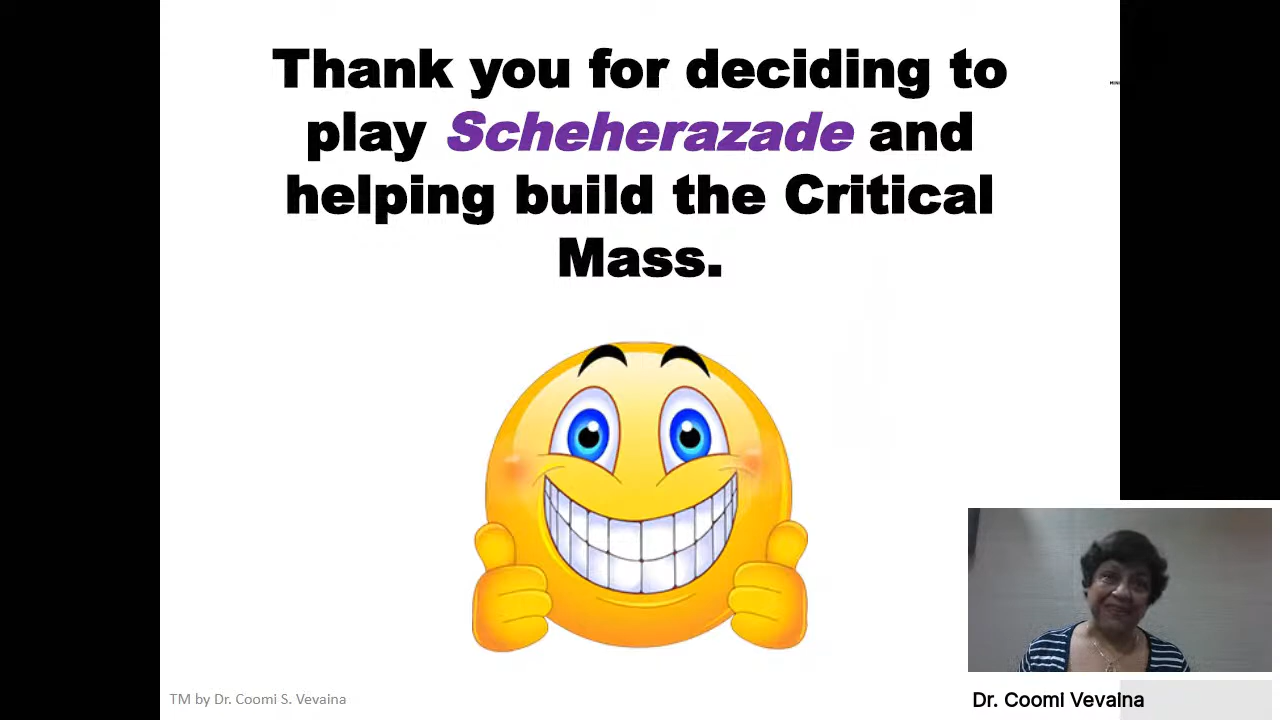 Thank you for deciding to
play Scheherazade and
helping build the Critical
Mass.
TM by Dr. Coomi S. Vevaina
Dr. Coomi Vevaina